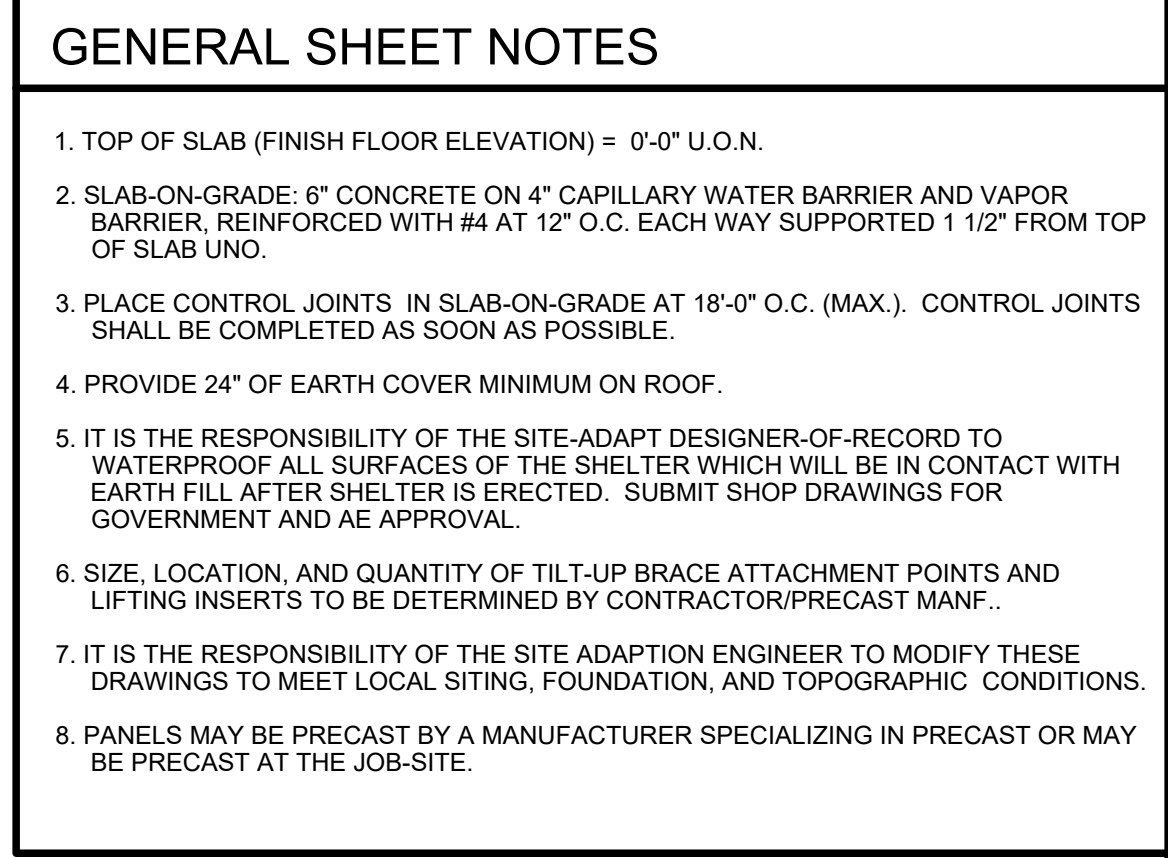 GENERAL SHEET NOTES
1. TOP OF SLAB (FINISH FLOOR ELEVATION) = 0'-0" U.O.N.
2. SLAB-ON-GRADE: 6" CONCRETE ON 4" CAPILLARY WATER BARRIER AND VAPOR
BARRIER, REINFORCED WITH #4 AT 12" O.C. EACH WAY SUPPORTED 1 1/2" FROM TOP
OF SLAB UNO.
3. PLACE CONTROL JOINTS IN SLAB-ON-GRADE AT 18'-0" O.C. (MAX.). CONTROL JOINTS
SHALL BE COMPLETED AS SOON AS POSSIBLE.
4. PROVIDE 24" OF EARTH COVER MINIMUM ON ROOF.
5. IT IS THE RESPONSIBILITY OF THE SITE-ADAPT DESIGNER-OF-RECORD TO
WATERPROOF ALL SURFACES OF THE SHELTER WHICH WILL BE IN CONTACT WITH
EARTH FILL AFTER SHELTER IS ERECTED. SUBMIT SHOP DRAWINGS FOR
GOVERNMENT AND AE APPROVAL.
6. SIZE, LOCATION, AND QUANTITY OF TILT-UP BRACE ATTACHMENT POINTS AND
LIFTING INSERTS TO BE DETERMINED BY CONTRACTOR/PRECAST MANF..
7. IT IS THE RESPONSIBILITY OF THE SITE ADAPTION ENGINEER TO MODIFY THESE
DRAWINGS TO MEET LOCAL SITING, FOUNDATION, AND TOPOGRAPHIC CONDITIONS.
8. PANELS MAY BE PRECAST BY A MANUFACTURER SPECIALIZING IN PRECAST OR MAY
BE PRECAST AT THE JOB-SITE.